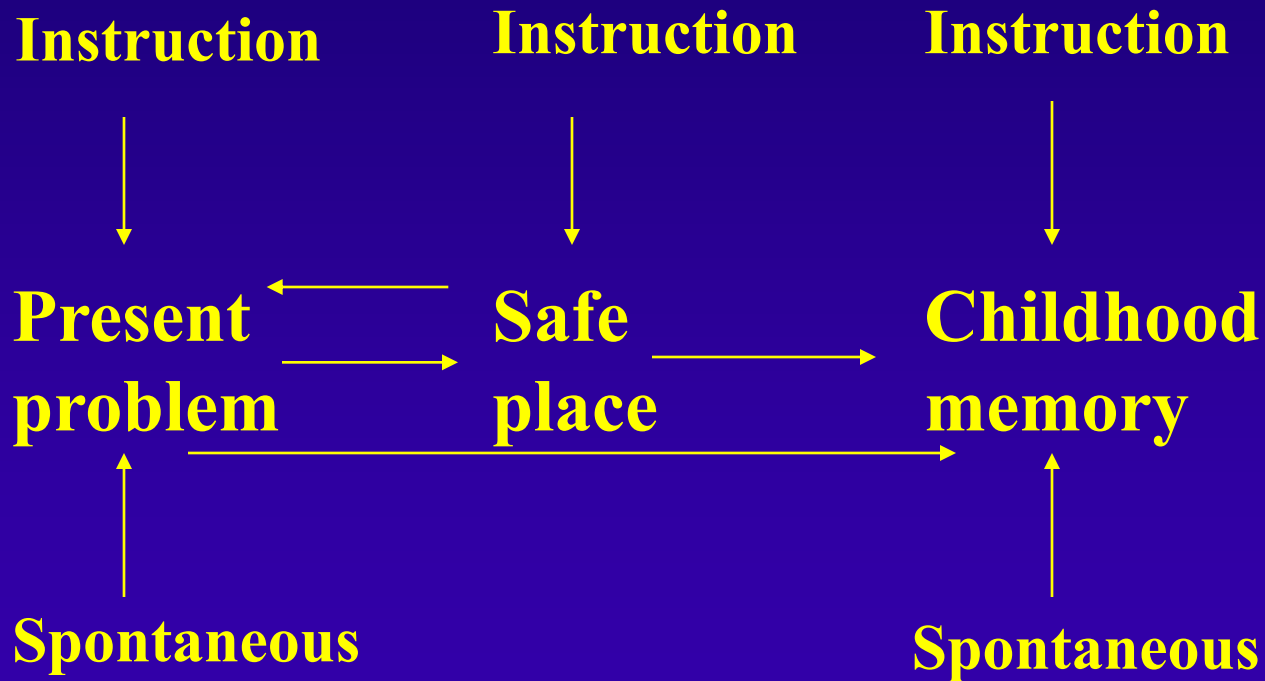 Instruction Instruction Instruction
Present Safe Childhood
problem place memory
Spontaneous Spontaneous